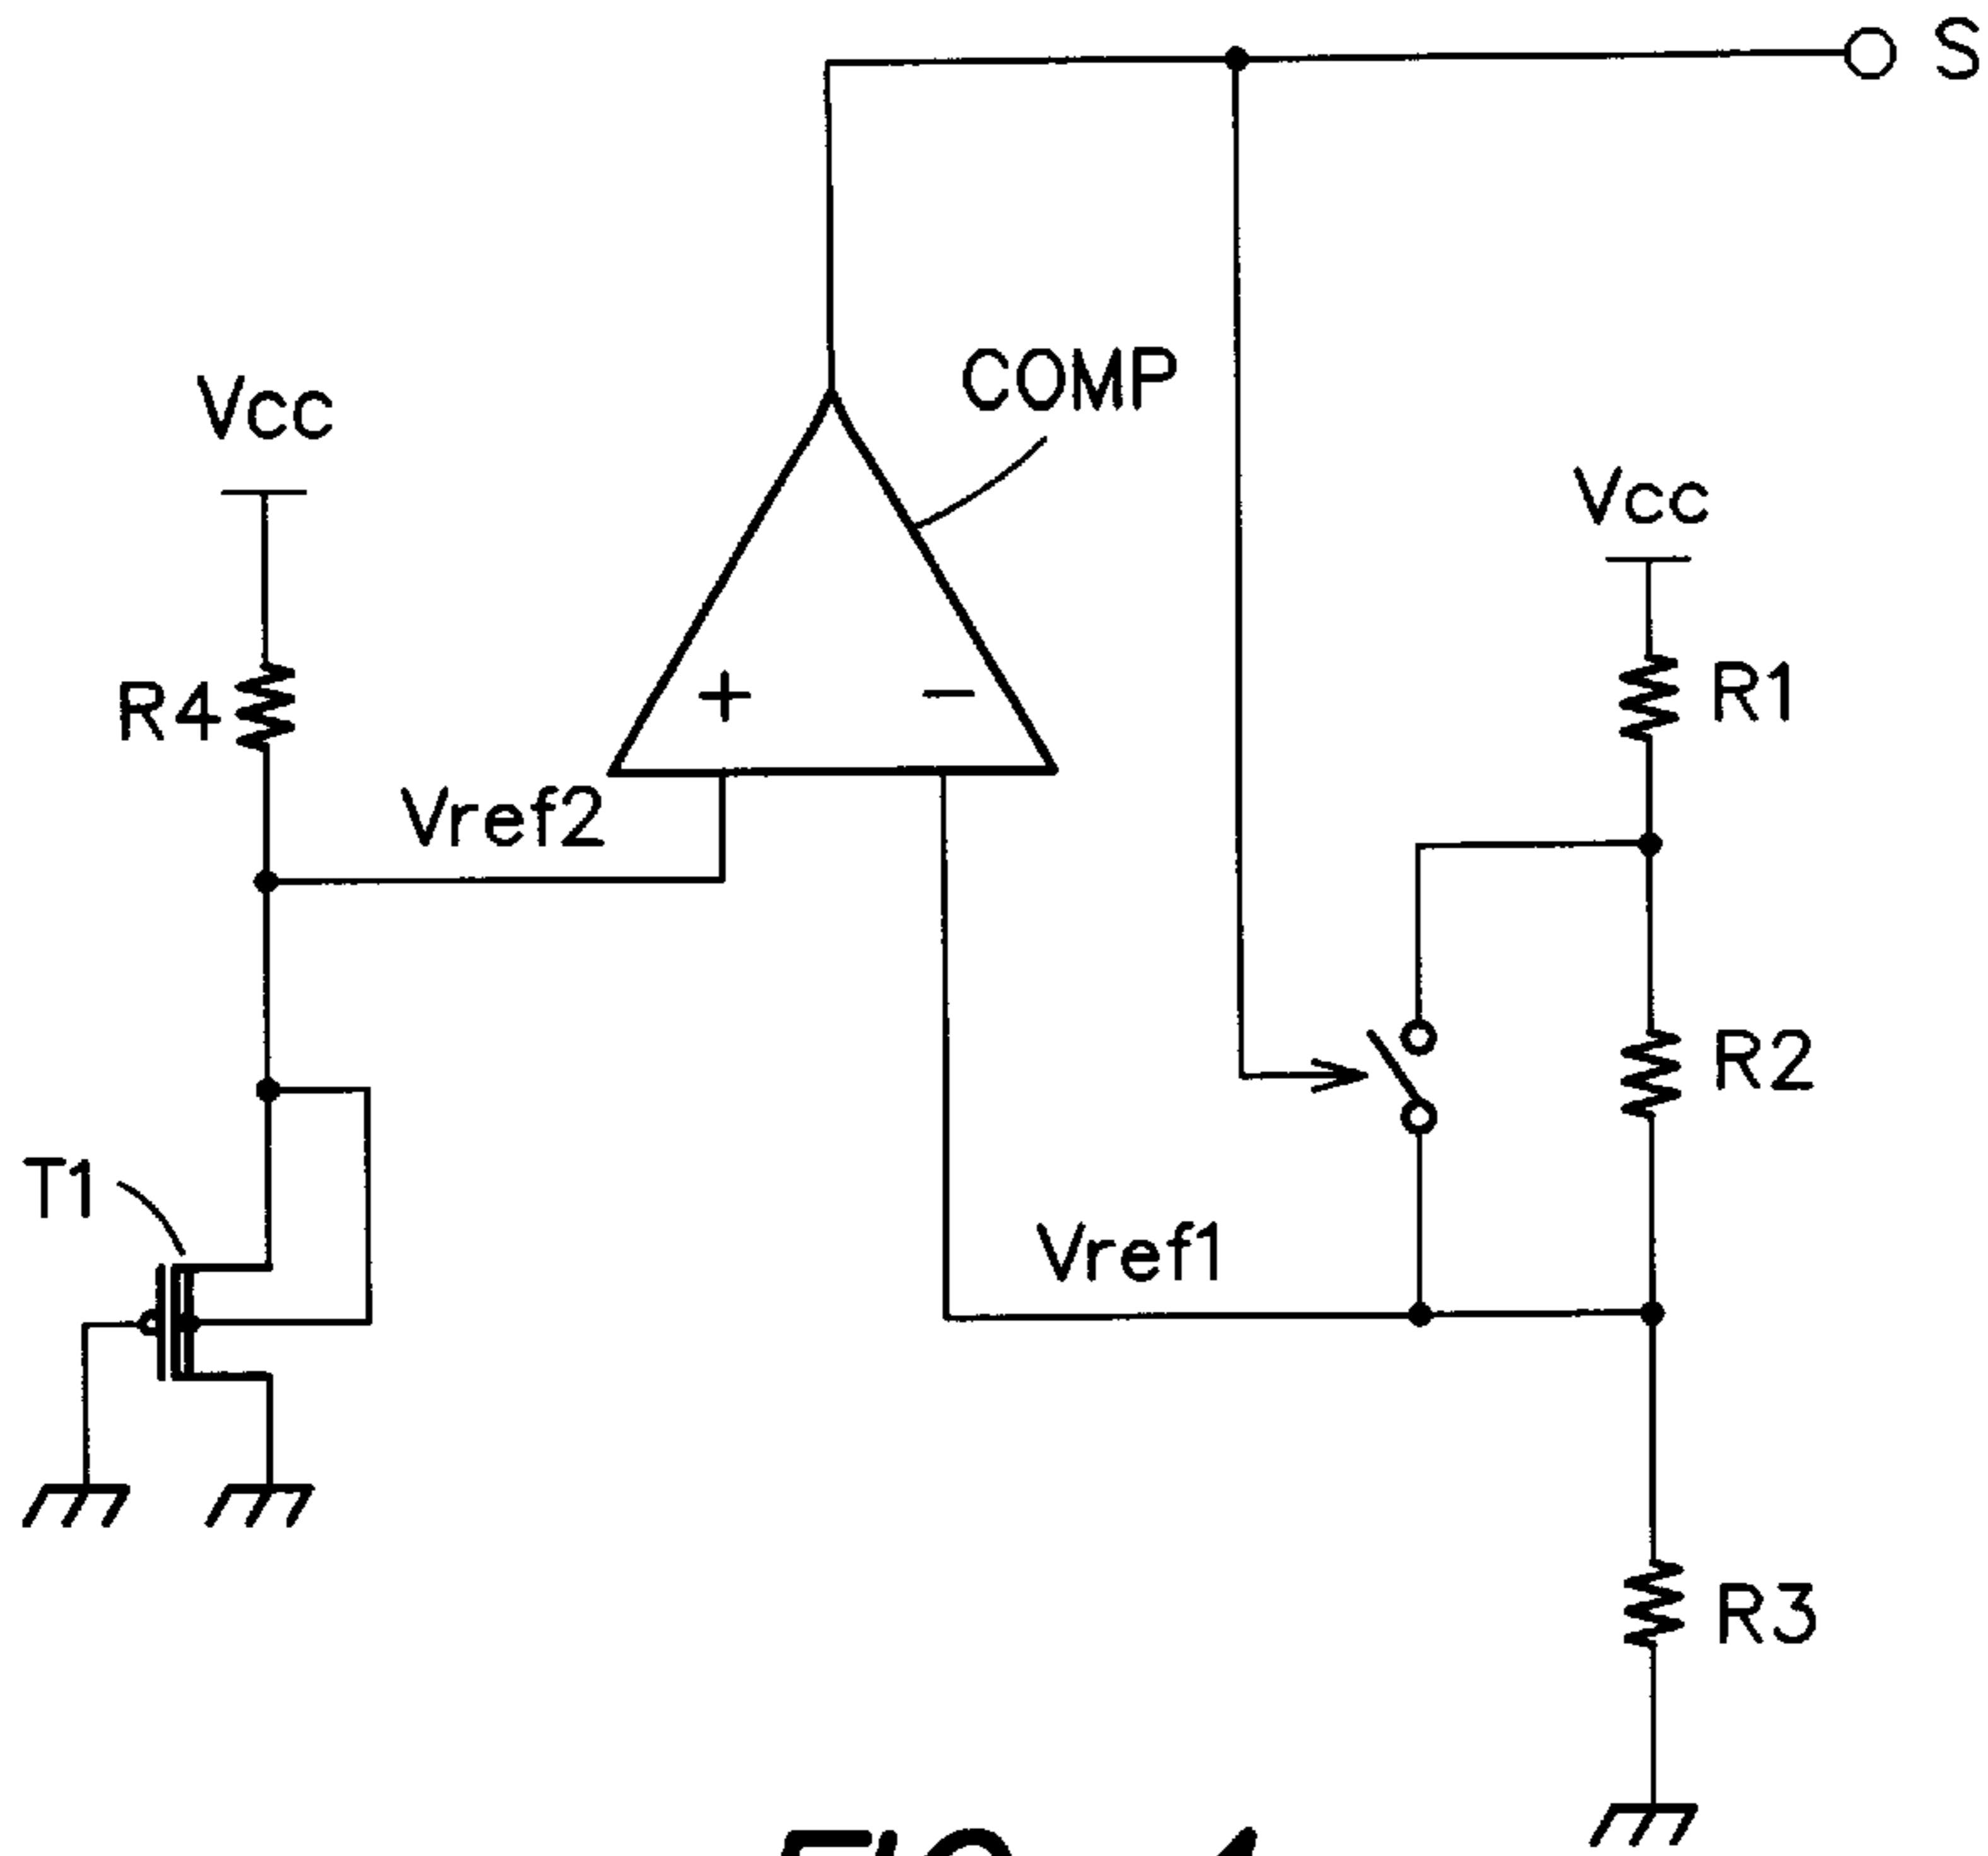 S
COMP
Vcc
Vcc
+
−
R4
R1
Vref2
R2
T1
Vref1
R3